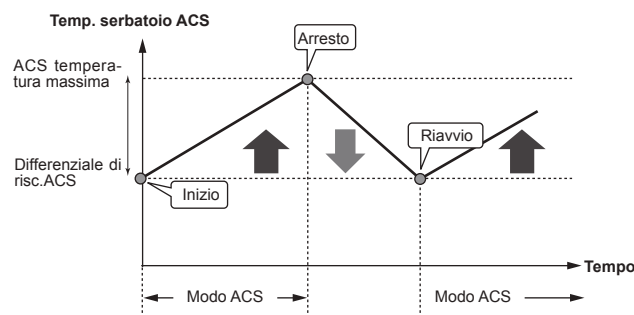 Temp. serbatoio ACS
Arresto
ACS tempera-
tura massima
Riavvio
Differenziale di
risc.ACS
Inizio
Tempo
Modo ACS
Modo ACS